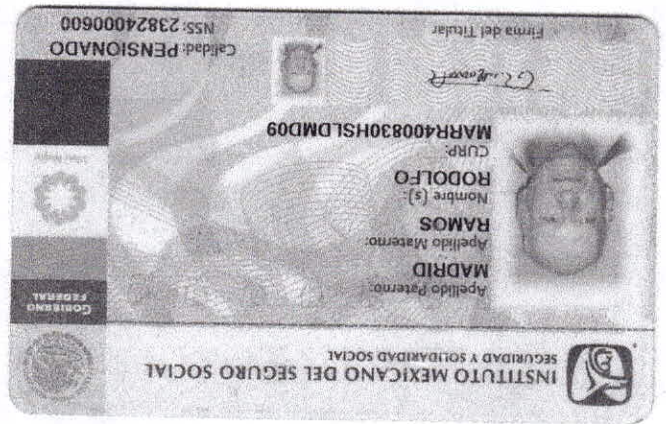 INSTITUTO MEXICANO DEL SEGURO SOCIAL
SEGURIDAD Y SOLIDARIDAD SOCIAL
GOBIERNO
FEDERAL
Apellido Paterno:
MADRID
Apellido Materno:
RAMOS
Nombre (s):
RODOLFO
CURP:
MARR400830HSLDMD09
Firma del Titular
Calidad: PENSIONADO
NSS: 23824000600